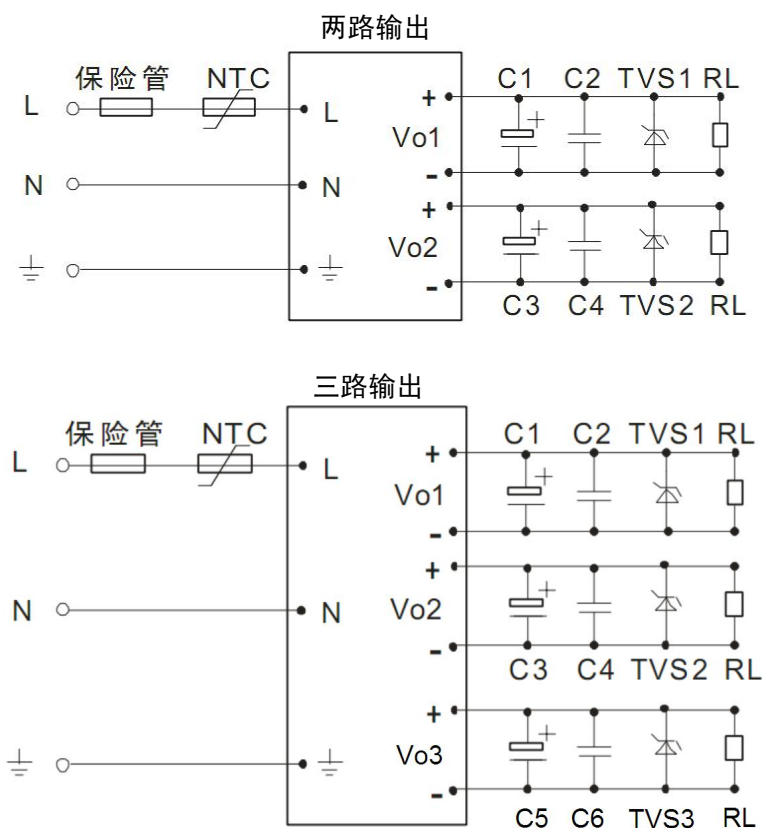 两路输出
保险管 NTC C1 C2 TVS1 RL
L L + + Vo1
N N -
+ + Vo2
- C3 C4 TVS2 RL
三路输出
保险管 NTC C1 C2 TVS1 RL
L L + + Vo1
-
N N + + Vo2
- C3 C4 TVS2 RL
+ + Vo3
- C5 C6 TVS3 RL